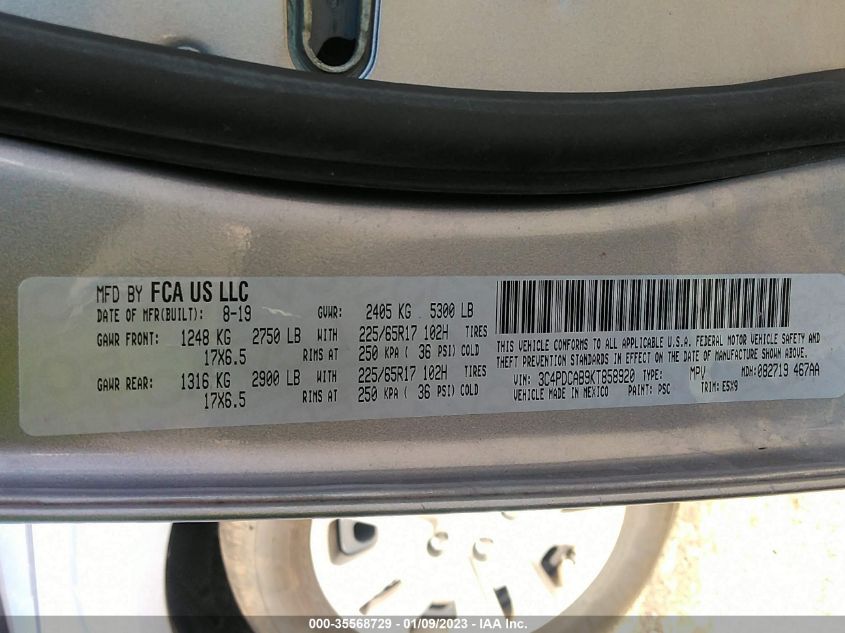 MFD BY FCA US LLC
DATE OF MFR(BUILT): 8-19 GVWR: 2405 KG 5300 LB
GAWR FRONT: 1248 KG 2750 LB WITH 225/65R17 102H TIRES
17X6.5 RIMS AT 250 KPA ( 36 PSI) COLD
GAWR REAR: 1316 KG 2900 LB WITH 225/65R17 102H TIRES
17X6.5 RIMS AT 250 KPA ( 36 PSI) COLD
THIS VEHICLE CONFORMS TO ALL APPLICABLE U.S.A. FEDERAL MOTOR VEHICLE SAFETY AND
THEFT PREVENTION STANDARDS IN EFFECT ON THE DATE OF MANUFACTURE SHOWN ABOVE.
VIN: 3C4PDCAB9KT858920 TYPE: MPV MDH: 082719 467AA
VEHICLE MADE IN MEXICO PAINT: PSC TRIM: E5X9
000-35568729 - 01/09/2023 - IAA Inc.